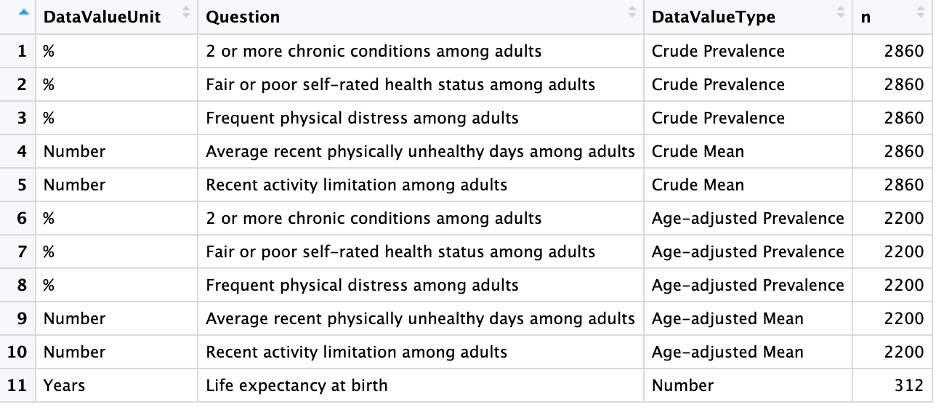 DataValueUnit Question DataValueType n
1 % 2 or more chronic conditions among adults Crude Prevalence 2860
2 % Fair or poor self-rated health status among adults Crude Prevalence 2860
3 % Frequent physical distress among adults Crude Prevalence 2860
4 Number Average recent physically unhealthy days among adults Crude Mean 2860
5 Number Recent activity limitation among adults Crude Mean 2860
6 % 2 or more chronic conditions among adults Age-adjusted Prevalence 2200
7 % Fair or poor self-rated health status among adults Age-adjusted Prevalence 2200
8 % Frequent physical distress among adults Age-adjusted Prevalence 2200
9 Number Average recent physically unhealthy days among adults Age-adjusted Mean 2200
10 Number Recent activity limitation among adults Age-adjusted Mean 2200
11 Years Life expectancy at birth Number 312